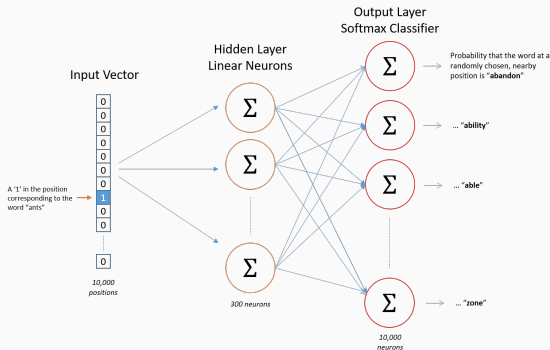 Output Layer
Softmax Classifier
Hidden Layer
Linear Neurons
Input Vector
Probability that the word at a
randomly chosen, nearby
position is "abandon"
0
0
0
0
0
0
0
1
0
0
0
A '1' in the position
corresponding to the
word "ants"
10,000
positions
Σ
Σ
Σ
300 neurons
Σ
Σ
Σ
Σ
... "ability"
... "able"
... "zone"
10,000
neurons